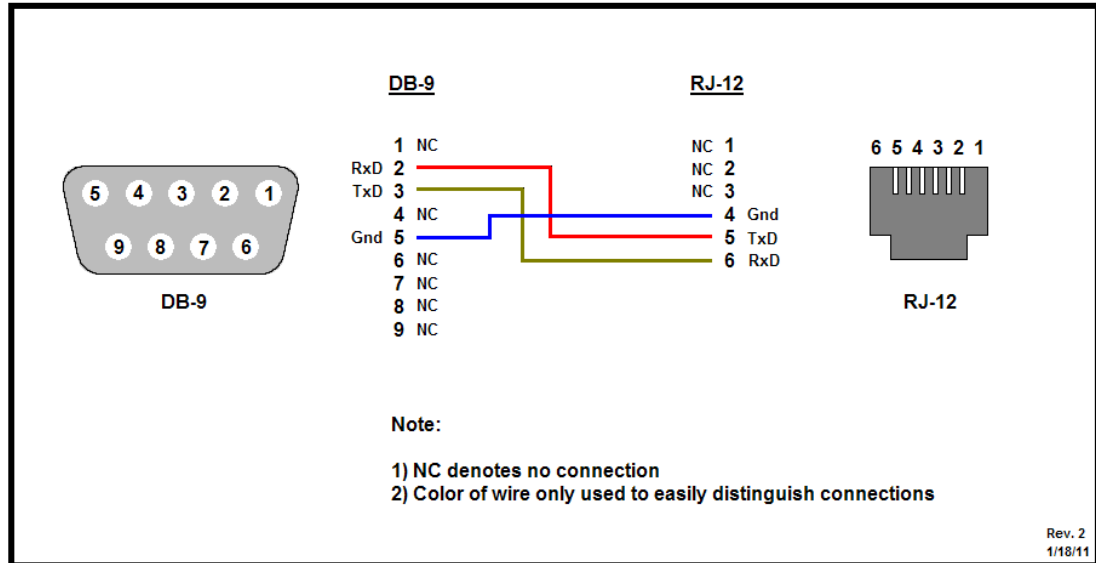 DB-9 RJ-12
1 NC NC 1
RxD 2 NC 2
TxD 3 NC 3
4 NC 4 Gnd
Gnd 5 5 TxD
6 NC 6 RxD
7 NC
8 NC
9 NC
5 4 3 2 1
9 8 7 6
DB-9
6 5 4 3 2 1
RJ-12
Note:
1) NC denotes no connection
2) Color of wire only used to easily distinguish connections
Rev. 2
1/18/11